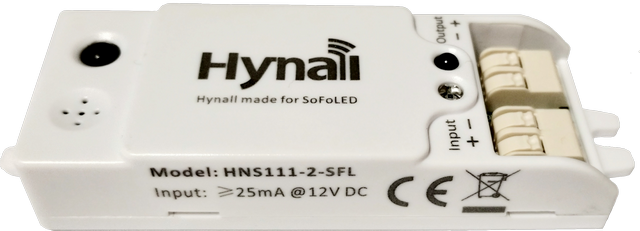 Hynall
Hynall made for SoFoLED
Output
- +
Input
+ -
Model: HNS111-2-SFL
Input: ≥25mA @12V DC
CE